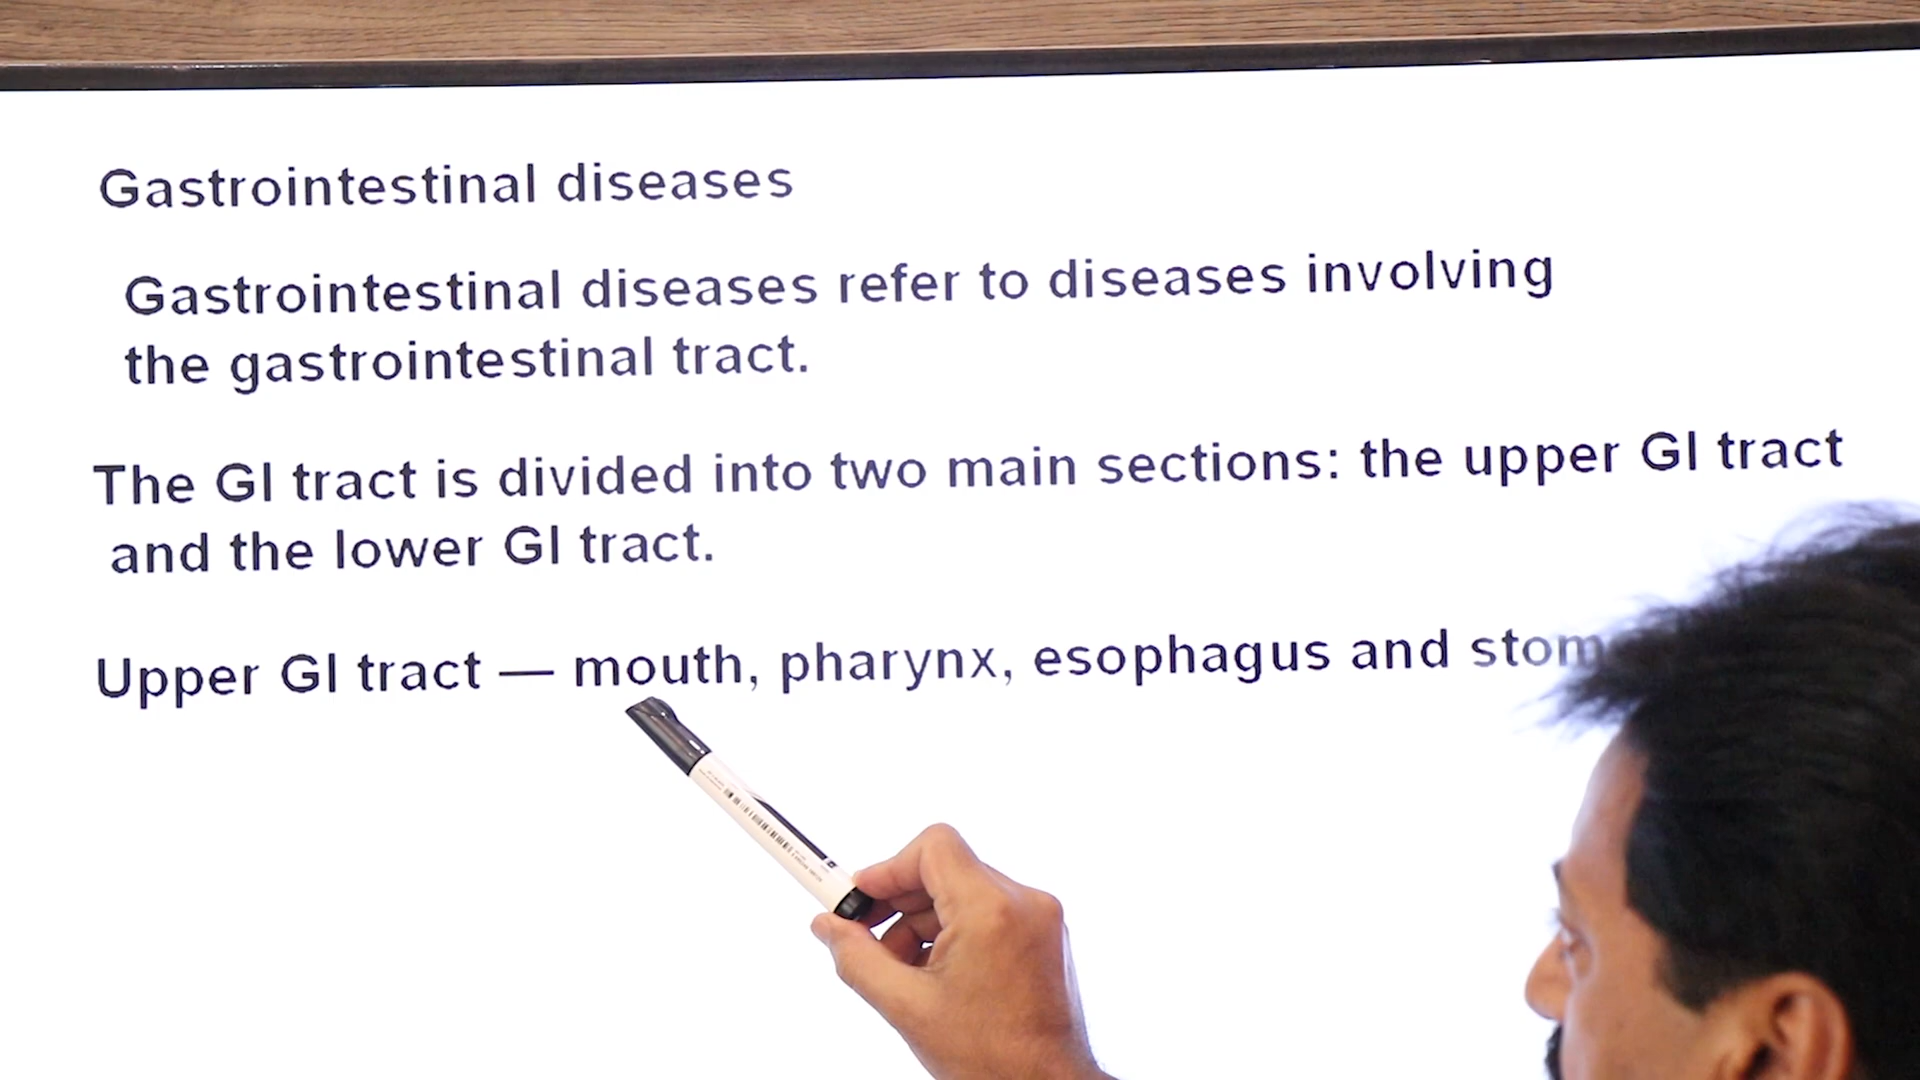 Gastrointestinal diseases
Gastrointestinal diseases refer to diseases involving
the gastrointestinal tract.
The GI tract is divided into two main sections: the upper GI tract
and the lower GI tract.
Upper GI tract — mouth, pharynx, esophagus and